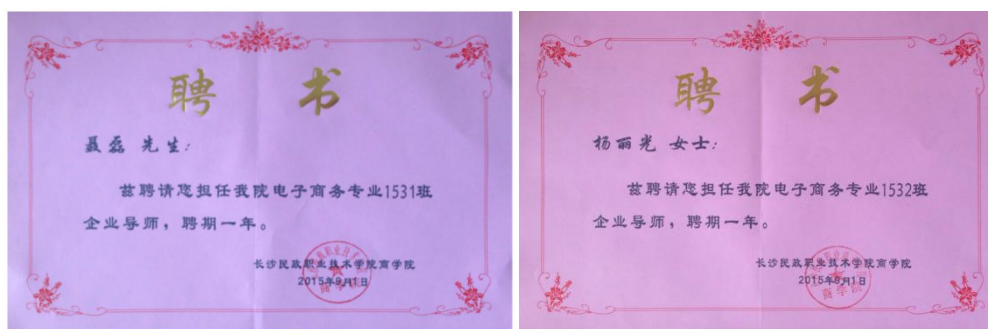 聘 书
聂磊 先生:
兹聘请您担任我院电子商务专业1531班
企业导师，聘期一年。
长沙民政职业技术学院商学院
2015年9月1日
聘 书
杨丽光 女士:
兹聘请您担任我院电子商务专业1532班
企业导师，聘期一年。
长沙民政职业技术学院商学院
2015年9月1日